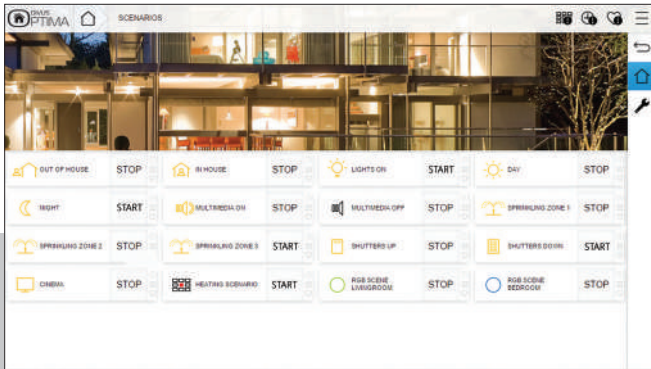 DIVUS
OPTIMA
SCENARIOS
OUT OF HOUSE STOP
IN HOUSE STOP
LIGHTS ON START
DAY STOP
NIGHT START
MULTIMEDIA ON STOP
MULTIMEDIA OFF STOP
SPRINKLING ZONE 1 STOP
SPRINKLING ZONE 2 STOP
SPRINKLING ZONE 3 START
SHUTTERS UP STOP
SHUTTERS DOWN START
CINEMA STOP
HEATING SCENARIO START
RGB SCENE
LIVINGROOM STOP
RGB SCENE
BEDROOM STOP